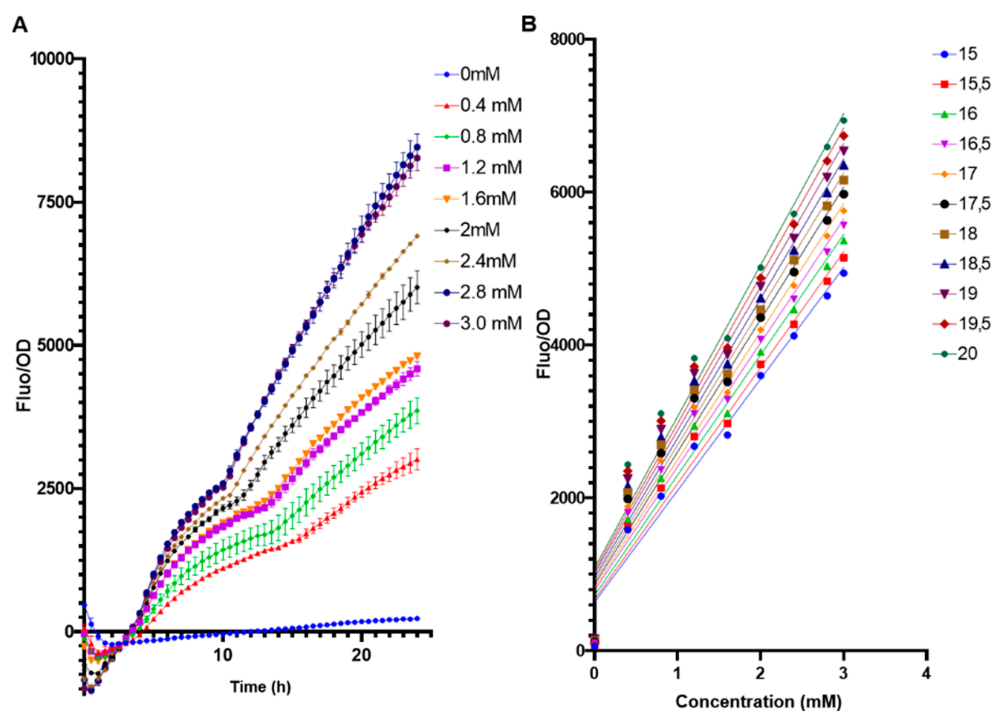 A
10000
7500
5000
2500
0
10
20
Fluo/OD
Time (h)
0mM
0.4 mM
0.8 mM
1.2 mM
1.6mM
2mM
2.4mM
2.8 mM
3.0 mM
B
8000
6000
4000
2000
0
0
1
2
3
4
Fluo/OD
Concentration (mM)
15
15,5
16
16,5
17
17,5
18
18,5
19
19,5
20